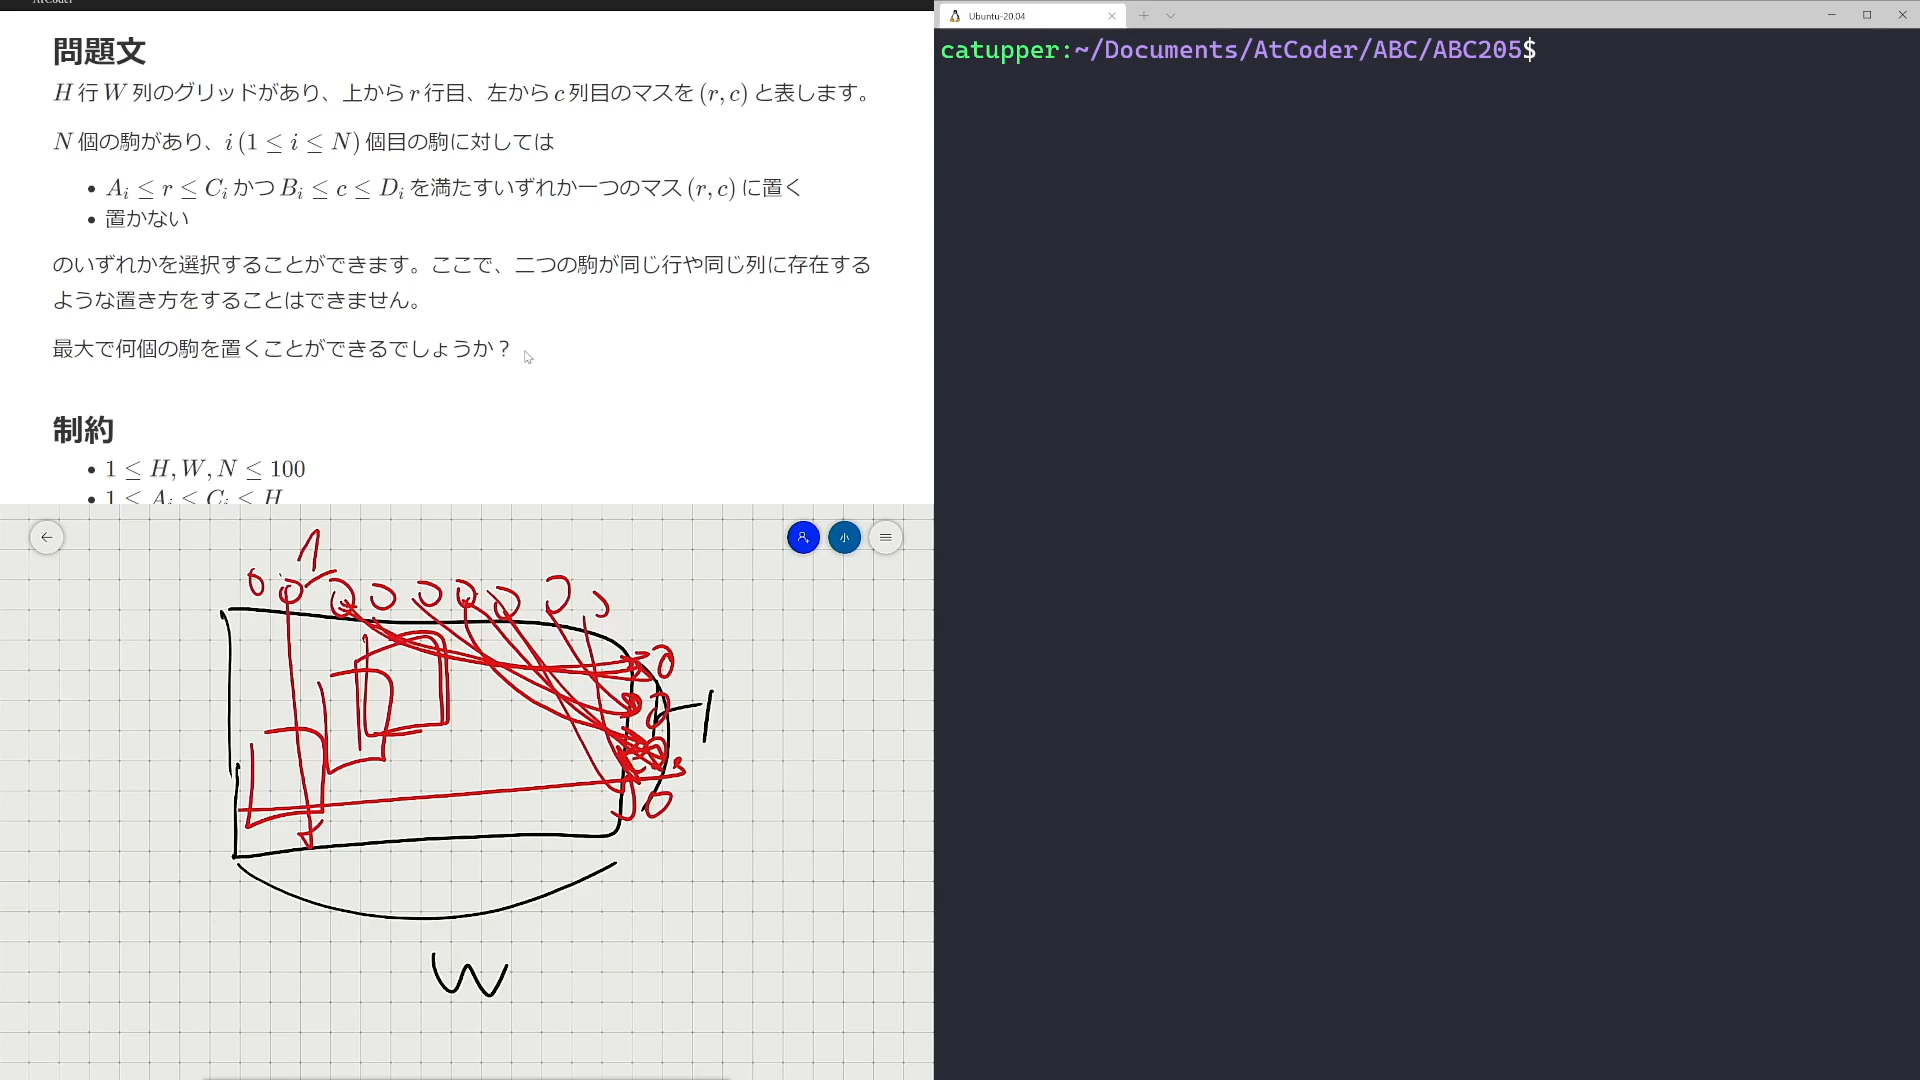 AtCoder
問題文
H 行 W 列のグリッドがあり、上から r 行目、左から c 列目のマスを (r, c) と表します。
N 個の駒があり、i (1 ≤ i ≤ N) 個目の駒に対しては
• A_i ≤ r ≤ C_i かつ B_i ≤ c ≤ D_i を満たすいずれか一つのマス (r, c) に置く
• 置かない
のいずれかを選択することができます。ここで、二つの駒が同じ行や同じ列に存在する
ような置き方をすることはできません。
最大で何個の駒を置くことができるでしょうか？
制約
• 1 ≤ H, W, N ≤ 100
• 1 ≤ A_i ≤ C_i ≤ H
小
1
H
W
Ubuntu-20.04
catupper:~/Documents/AtCoder/ABC/ABC205$